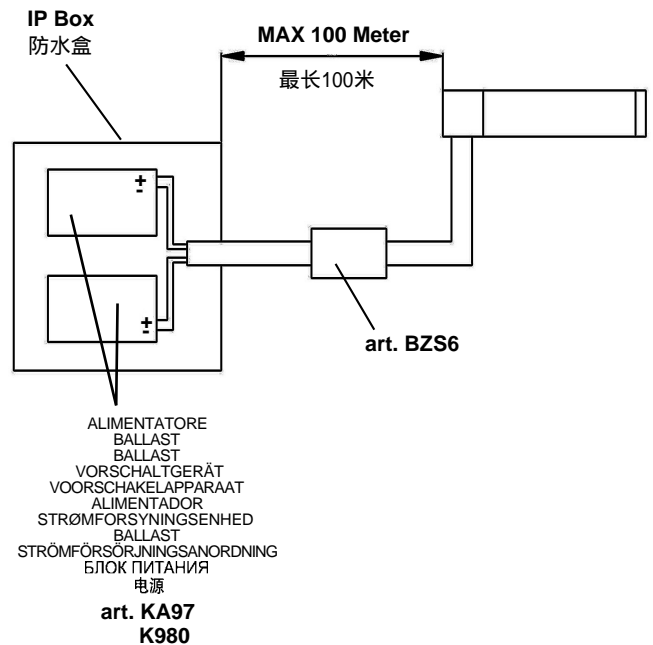 IP Box
防水盒
MAX 100 Meter
最长100米
+
-
+
-
art. BZS6
ALIMENTATORE
BALLAST
BALLAST
VORSCHALTGERÄT
VOORSCHAKELAPPARAAT
ALIMENTADOR
STRØMFORSYNINGSENHED
BALLAST
STRÖMFÖRSÖRJNINGSANORDNING
БЛОК ПИТАНИЯ
电源
art. KA97
K980